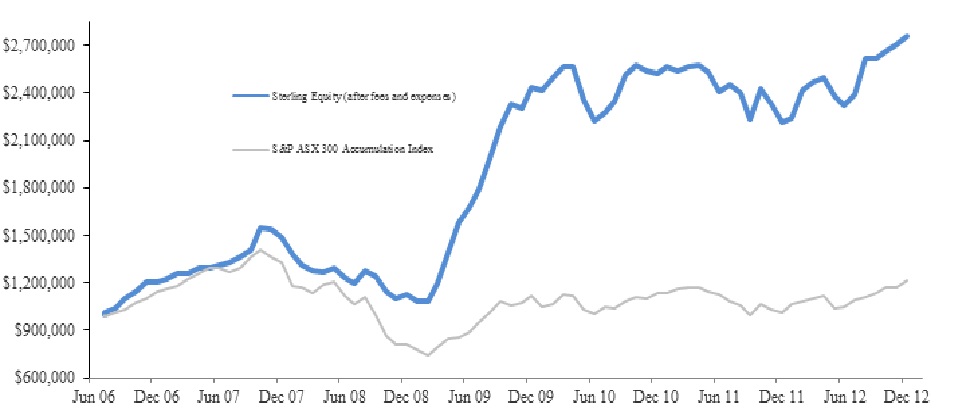 $2,700,000
$2,400,000
Sterling Equity (after fees and expenses)
$2,100,000
S&P ASX 300 Accumulation Index
$1,800,000
$1,500,000
$1,200,000
$900,000
$600,000
Jun 06 Dec 06 Jun 07 Dec 07 Jun 08 Dec 08 Jun 09 Dec 09 Jun 10 Dec 10 Jun 11 Dec 11 Jun 12 Dec 12